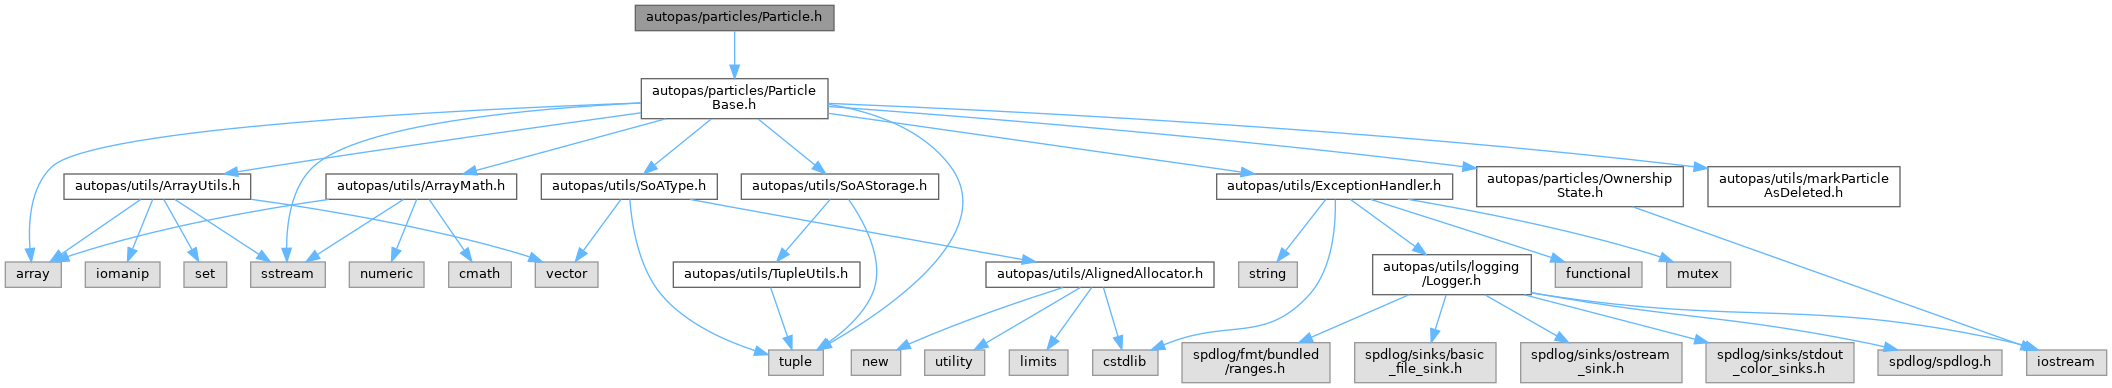 autopas/particles/Particle.h
autopas/particles/Particle
Base.h
autopas/utils/ArrayUtils.h
autopas/utils/ArrayMath.h
autopas/utils/SoAType.h
autopas/utils/SoAStorage.h
autopas/utils/ExceptionHandler.h
autopas/particles/Ownership
State.h
autopas/utils/markParticle
AsDeleted.h
array
iomanip
set
sstream
numeric
cmath
vector
autopas/utils/TupleUtils.h
autopas/utils/AlignedAllocator.h
string
autopas/utils/logging
/Logger.h
functional
mutex
tuple
new
utility
limits
cstdlib
spdlog/fmt/bundled
/ranges.h
spdlog/sinks/basic
_file_sink.h
spdlog/sinks/ostream
_sink.h
spdlog/sinks/stdout
_color_sinks.h
spdlog/spdlog.h
iostream